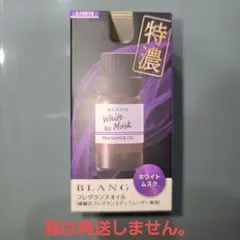 特濃
BLANG
White
Musk
FRAGRANCE OIL
ホワイト
ムスク
BLANG
フレグランスオイル
箱は発送しません。